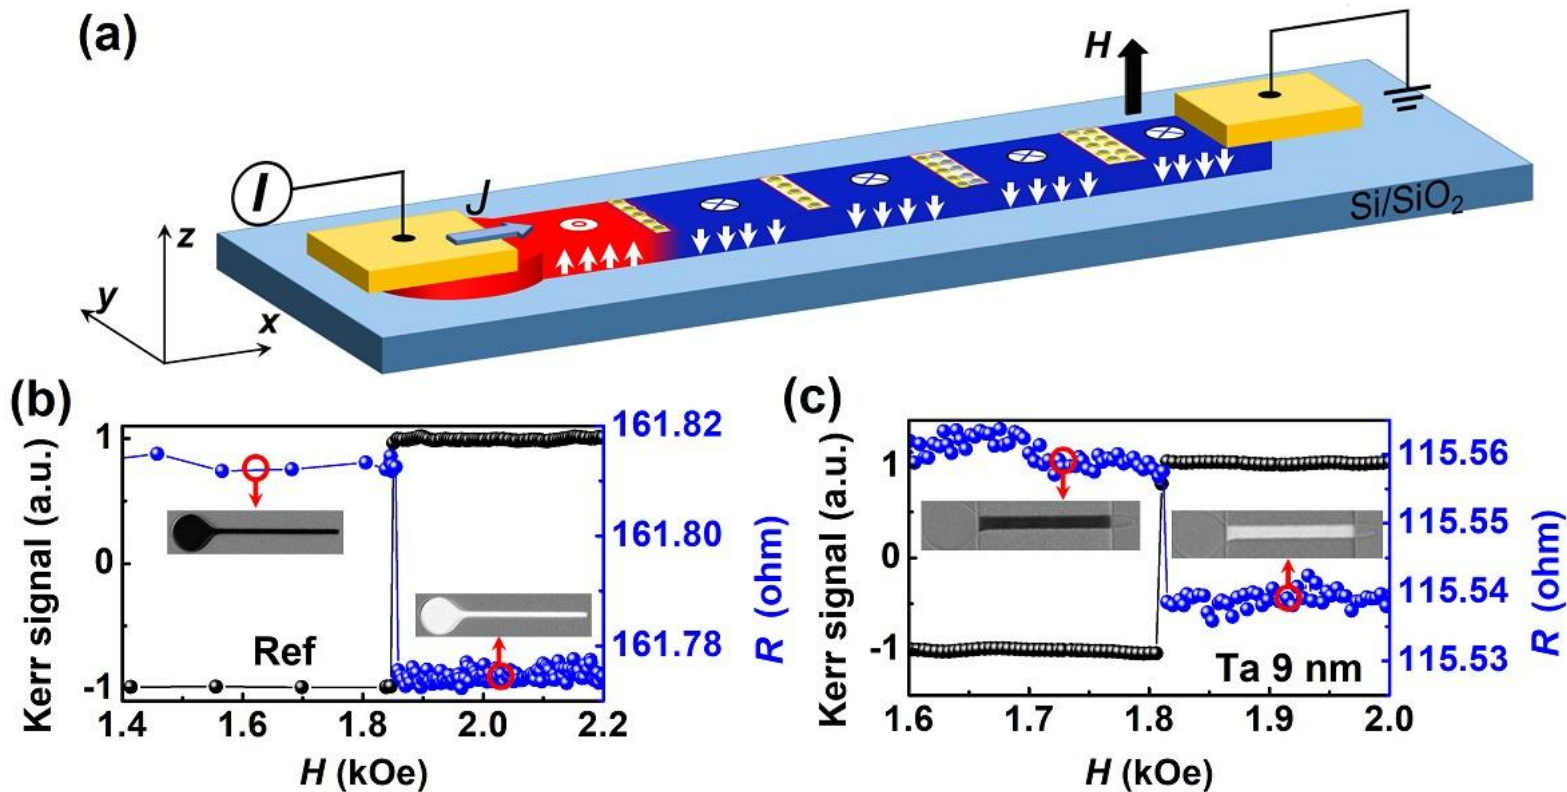 (a)
H
I
J
z
y
x
Si/SiO2
(b)
Kerr signal (a.u.)
1
0
-1
161.82
161.80
161.78
R (ohm)
Ref
1.4 1.6 1.8 2.0 2.2
H (kOe)
(c)
Kerr signal (a.u.)
1
0
-1
115.56
115.55
115.54
115.53
R (ohm)
Ta 9 nm
1.6 1.7 1.8 1.9 2.0
H (kOe)